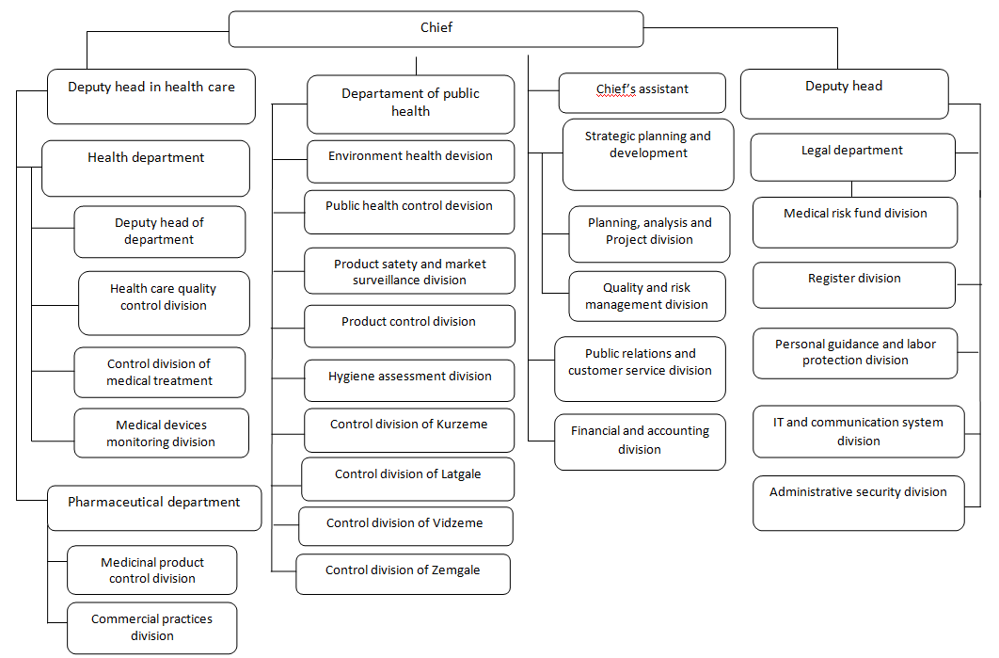 Chief
Deputy head in health care
Health department
Deputy head of
department
Health care quality
control division
Control division of
medical treatment
Medical devices
monitoring division
Pharmaceutical department
Medicinal product
control division
Commercial practices
division
Departament of public
health
Environment health devision
Public health control devision
Product satety and market
surveillance division
Product control division
Hygiene assessment division
Control division of Kurzeme
Control division of Latgale
Control division of Vidzeme
Control division of Zemgale
Chief’s assistant
Strategic planning and
development
Planning, analysis and
Project division
Quality and risk
management division
Public relations and
customer service division
Financial and accounting
division
Deputy head
Legal department
Medical risk fund division
Register division
Personal guidance and labor
protection division
IT and communication system
division
Administrative security division